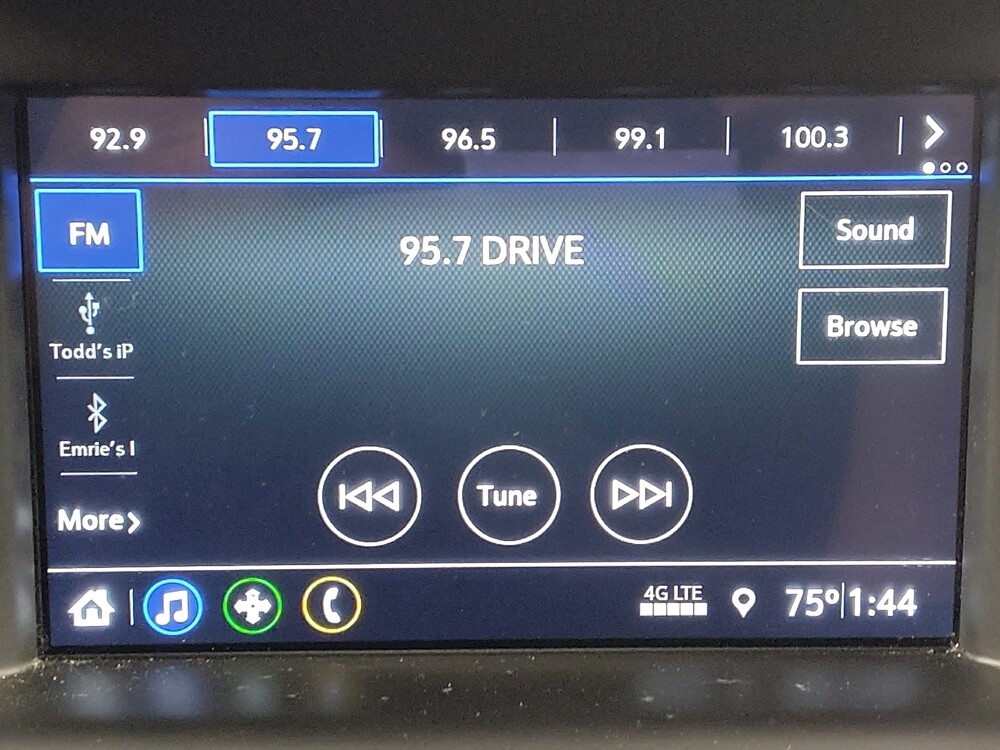 92.9 95.7 96.5 99.1 100.3
FM
95.7 DRIVE
Sound
Browse
Todd's iP
Emrie's I
More
Tune
4G LTE
75° 1:44